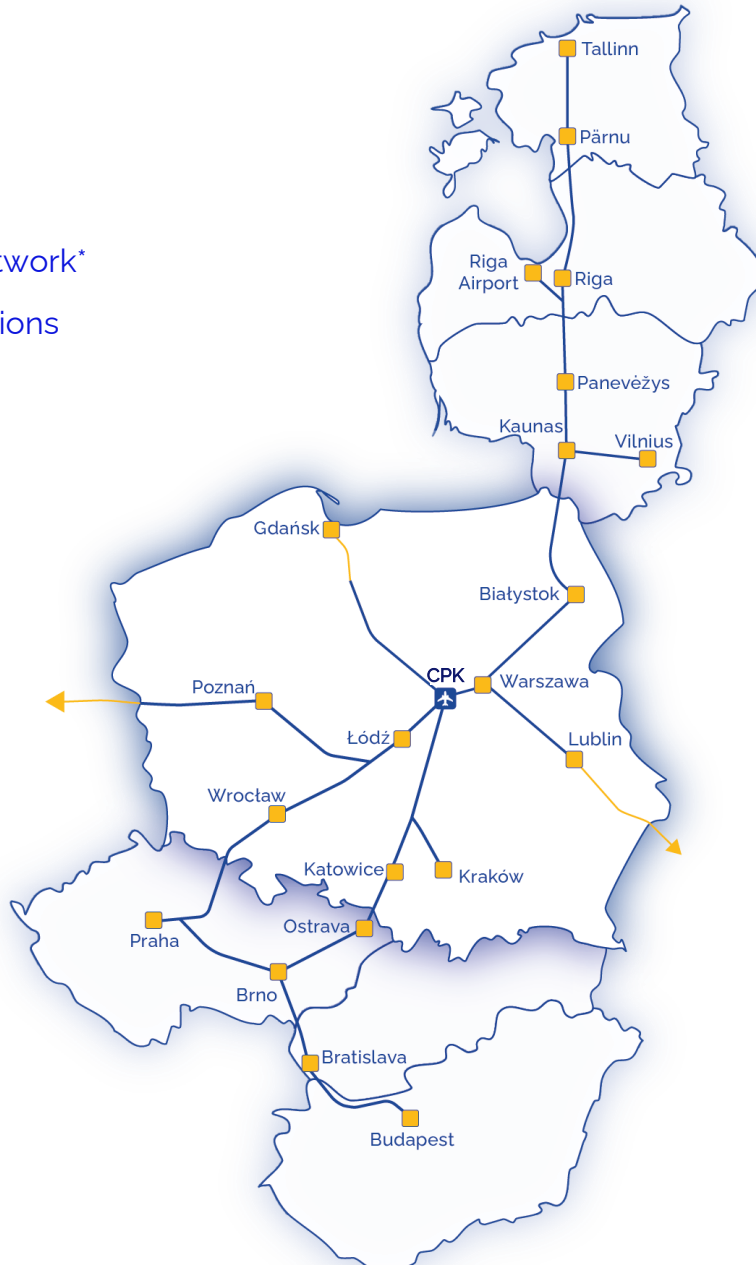 Tallinn
Pärnu
twork*
Riga
Airport
Riga
ions
Panevėžys
Kaunas
Vilnius
Gdańsk
Białystok
CPK
Warszawa
Poznań
Łódź
Lublin
Wrocław
Katowice
Kraków
Ostrava
Praha
Brno
Bratislava
Budapest